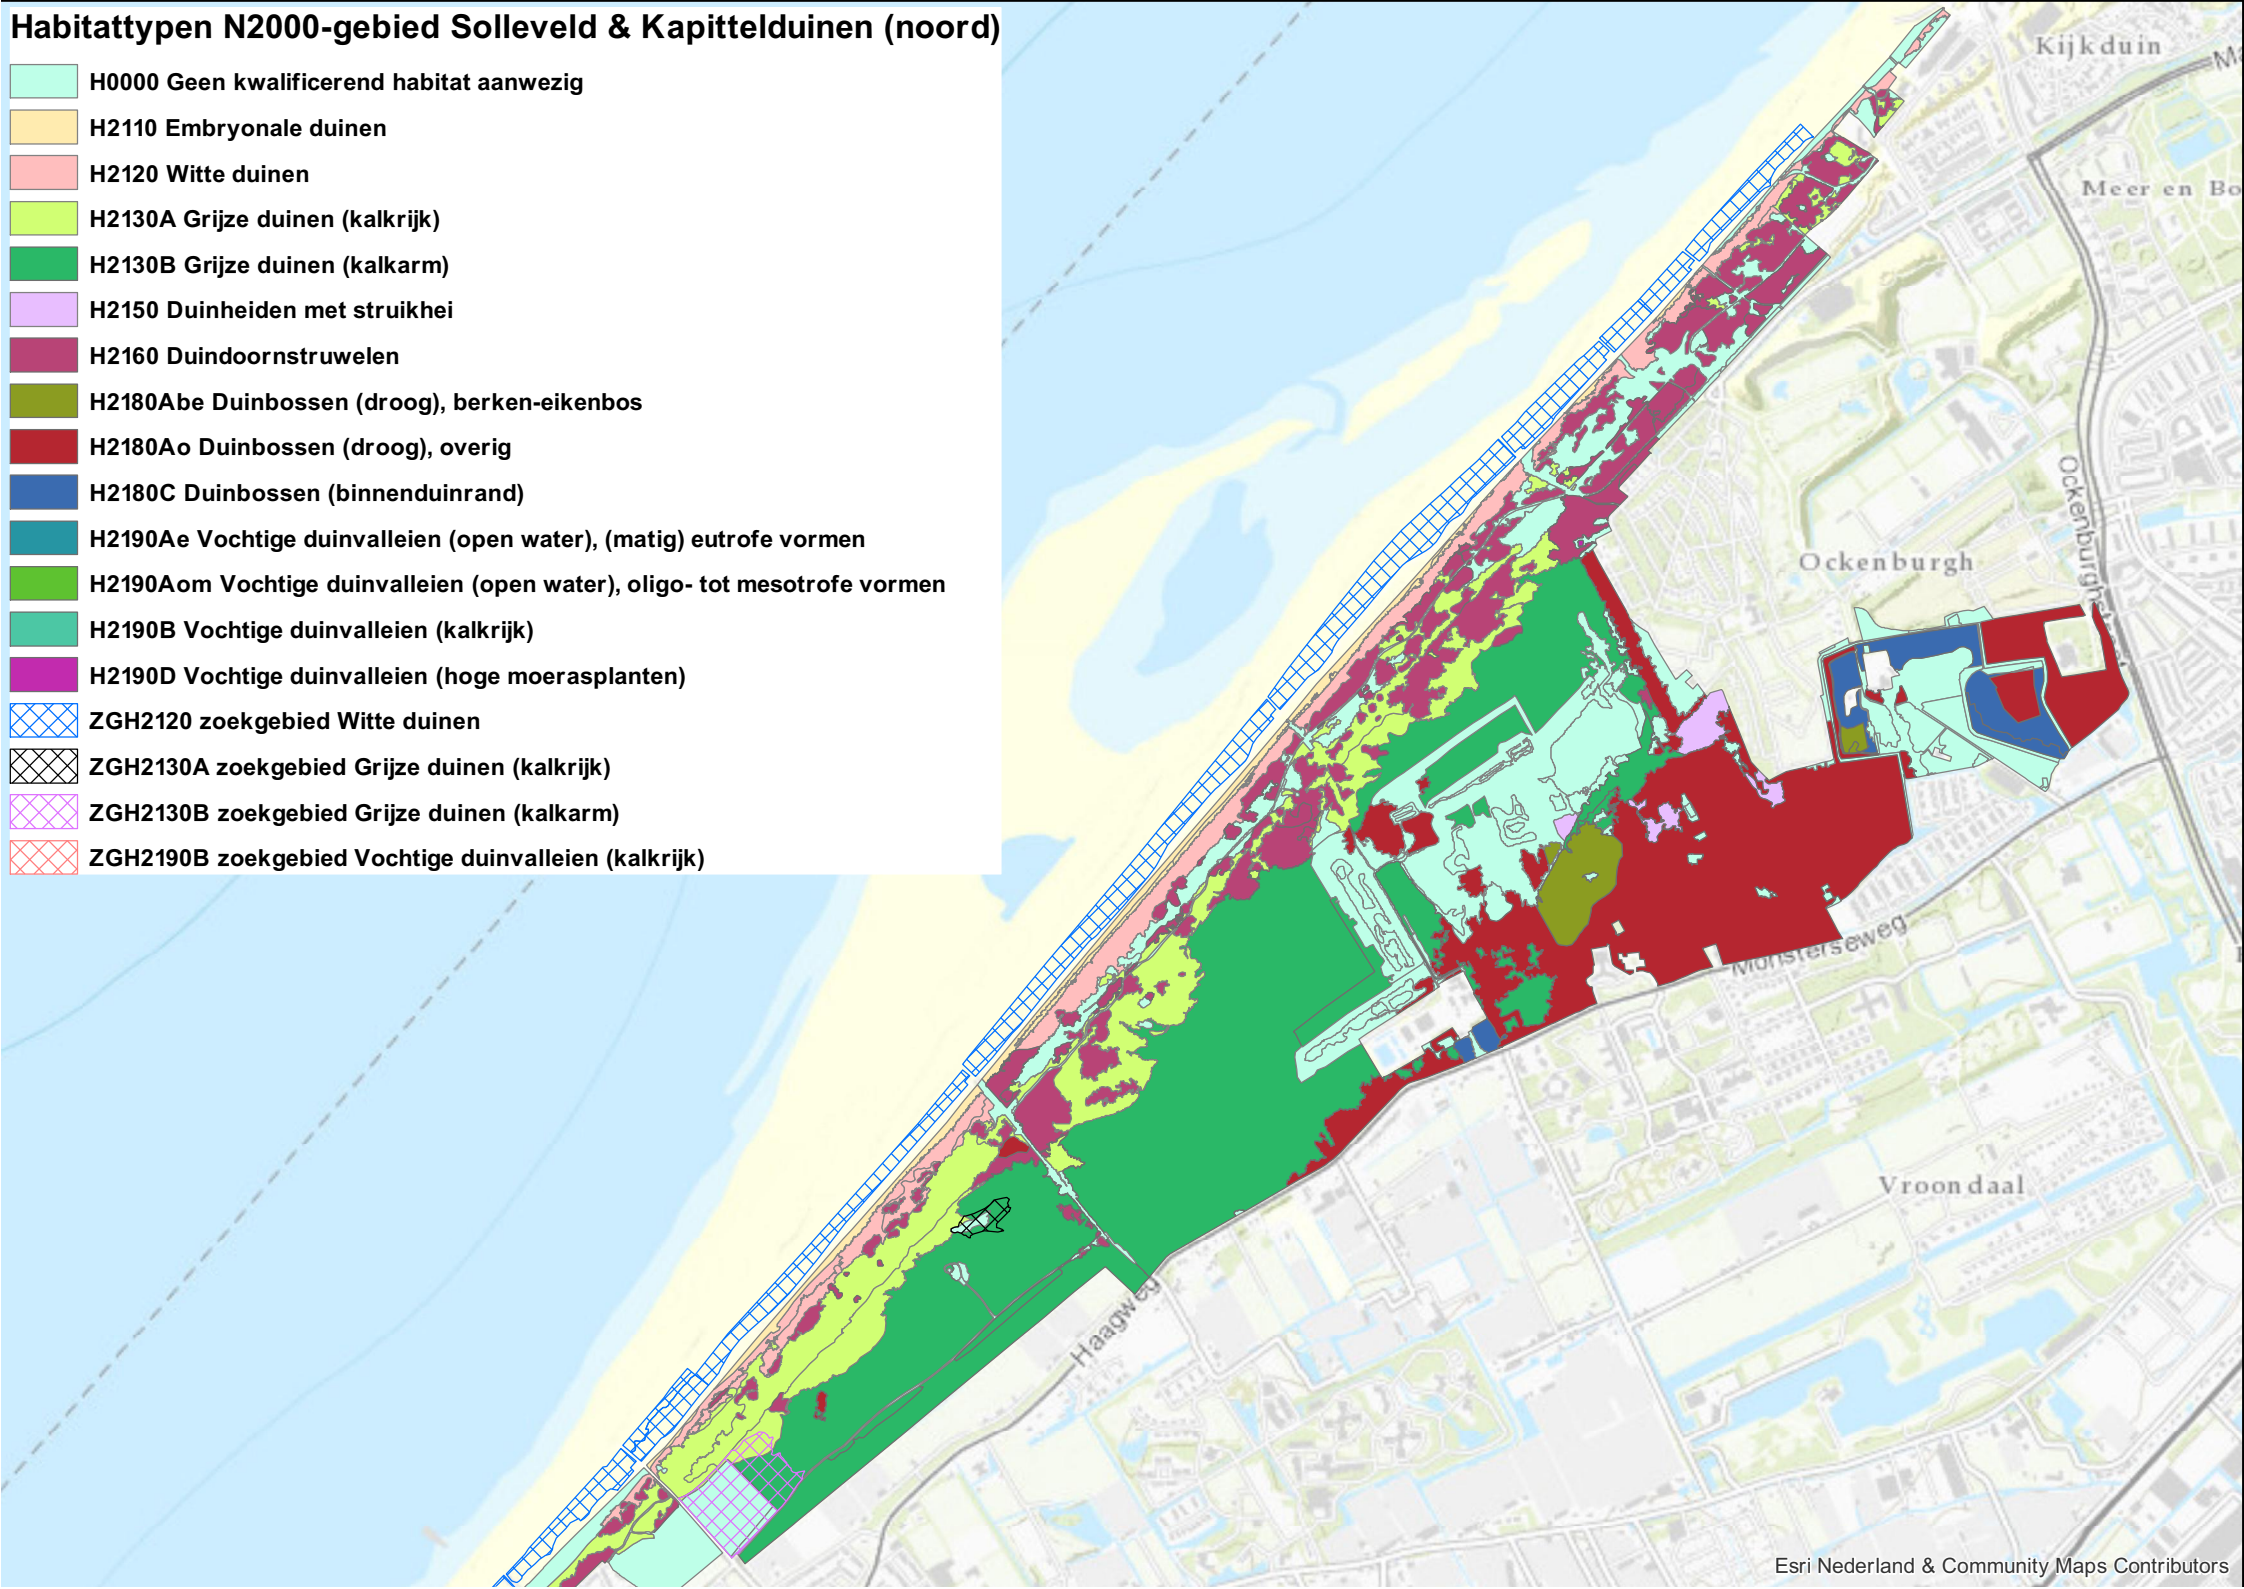 Habitattypen N2000-gebied Solleveld & Kapittelduinen (noord)
H0000 Geen kwalificerend habitat aanwezig
H2110 Embryonale duinen
H2120 Witte duinen
H2130A Grijze duinen (kalkrijk)
H2130B Grijze duinen (kalkarm)
H2150 Duinheiden met struikhei
H2160 Duindoornstruwelen
H2180Abe Duinbossen (droog), berken-eikenbos
H2180Ao Duinbossen (droog), overig
H2180C Duinbossen (binnenduinrand)
H2190Ae Vochtige duinvalleien (open water), (matig) eutrofe vormen
H2190Aom Vochtige duinvalleien (open water), oligo- tot mesotrofe vormen
H2190B Vochtige duinvalleien (kalkrijk)
H2190D Vochtige duinvalleien (hoge moerasplanten)
ZGH2120 zoekgebied Witte duinen
ZGH2130A zoekgebied Grijze duinen (kalkrijk)
ZGH2130B zoekgebied Grijze duinen (kalkarm)
ZGH2190B zoekgebied Vochtige duinvalleien (kalkrijk)
Kijkduin
Ma
Meer en Bo
Ockenburgh
Monsterseweg
Vroondaal
Haagweg
Esri Nederland & Community Maps Contributors